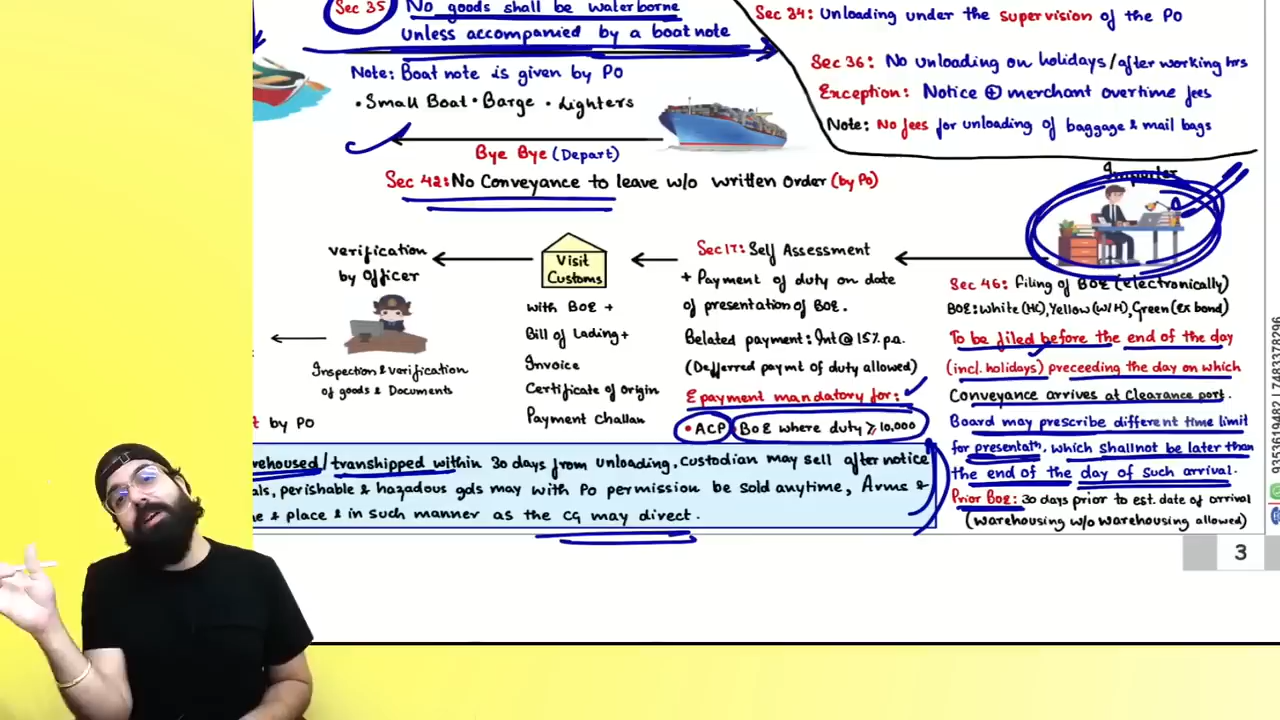 Sec 35
No goods shall be waterborne
unless accompanied by a boatnote
Note: Boat note is given by PO
•Small Boat •Barge •Lighters
Bye Bye (Depart)
Sec 42: No Conveyance to leave w/o written Order (by PO)
Sec 34: Unloading under the supervision of the PO
Sec 36: No unloading on holidays/after working hrs
Exception: Notice ⊕ merchant overtime fees
Note: No fees for unloading of baggage & mail bags
Importer
Sec 46: Filing of BOE (electronically)
BOE: White (HC), Yellow (W/H), Green (Ex bond)
To be filed before the end of the day
(incl. holidays) preceeding the day on which
Conveyance arrives at Clearance port.
Board may prescribe different time limit
for presentatn, which shall not be later than
the end of the day of such arrival.
Prior BOE: 30 days prior to est. date of arrival
(Warehousing w/o warehousing allowed)
Sec 17: Self Assessment
+ Payment of duty on date
of presentation of BOE.
Belated payment: Int @ 15% p.a.
(Defferred paymt of duty allowed)
E payment mandatory for:
• ACP • BOE where duty ≥ 10,000
Visit
Customs
with BOE +
Bill of Lading +
Invoice
Certificate of origin
Payment Challan
verification
by officer
Inspection & verification
of goods & Documents
t by PO
rehoused/transhipped within 30 days from unloading, custodian may sell after notice
als, perishable & hazadous gds may with PO permission be sold anytime, Arms &
e & place & in such manner as the CG may direct.
3
9353619482 | 7483378296